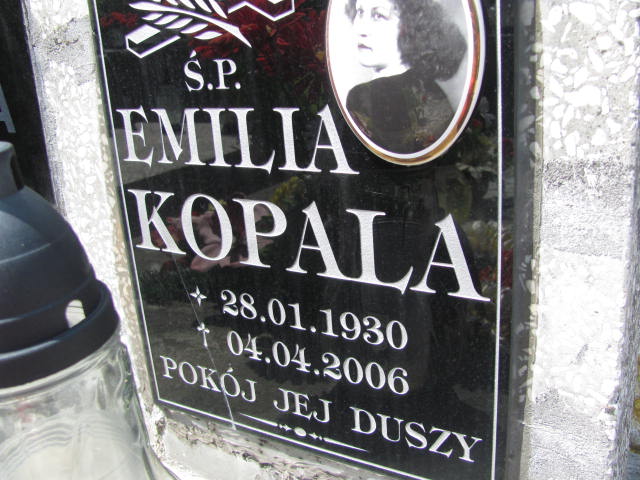 Ś.P.
EMILIA
KOPALA
28.01.1930
04.04.2006
POKÓJ JEJ DUSZY